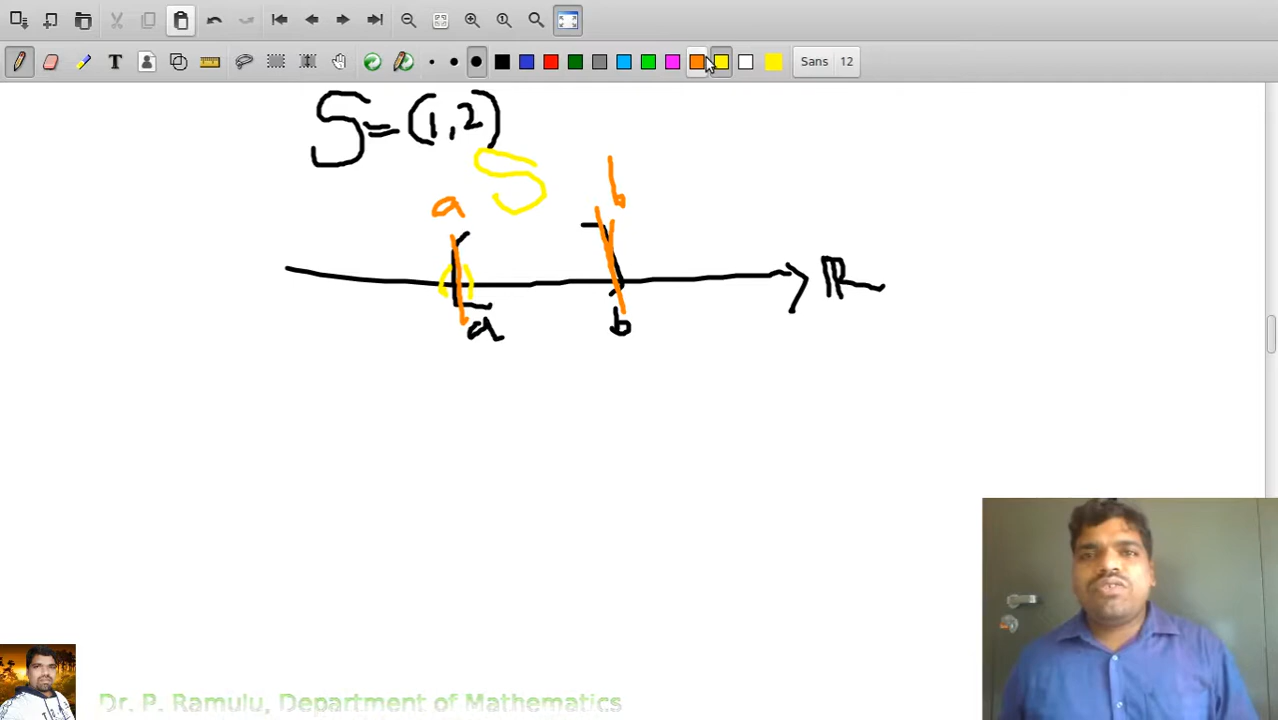 Sans 12
S = (1, 2)
S
a b
ℝ
a b
Dr. P. Ramulu, Department of Mathematics